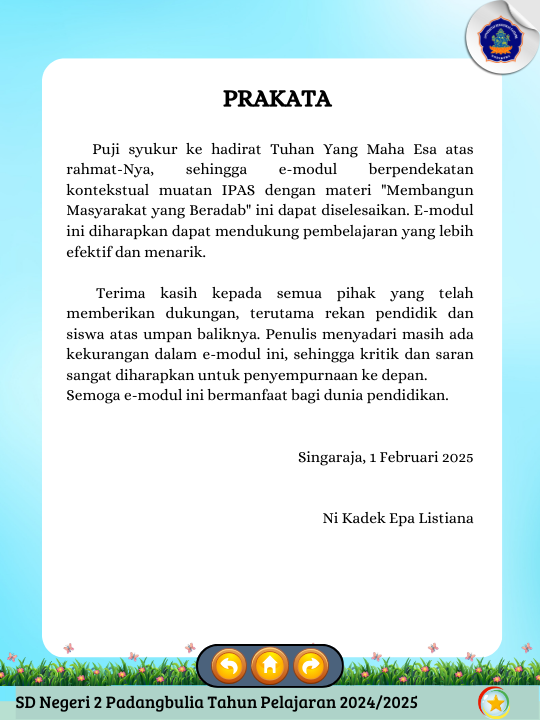 PRAKATA
Puji syukur ke hadirat Tuhan Yang Maha Esa atas
rahmat-Nya, sehingga e-modul berpendekatan
kontekstual muatan IPAS dengan materi "Membangun
Masyarakat yang Beradab" ini dapat diselesaikan. E-modul
ini diharapkan dapat mendukung pembelajaran yang lebih
efektif dan menarik.
Terima kasih kepada semua pihak yang telah
memberikan dukungan, terutama rekan pendidik dan
siswa atas umpan baliknya. Penulis menyadari masih ada
kekurangan dalam e-modul ini, sehingga kritik dan saran
sangat diharapkan untuk penyempurnaan ke depan.
Semoga e-modul ini bermanfaat bagi dunia pendidikan.
Singaraja, 1 Februari 2025
Ni Kadek Epa Listiana
SD Negeri 2 Padangbulia Tahun Pelajaran 2024/2025